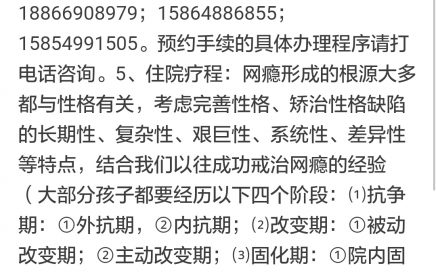 18866908979；15864886855；
15854991505。预约手续的具体办理程序请打
电话咨询。5、住院疗程：网瘾形成的根源大多
都与性格有关，考虑完善性格、矫治性格缺陷
的长期性、复杂性、艰巨性、系统性、差异性
等特点，结合我们以往成功戒治网瘾的经验
（大部分孩子都要经历以下四个阶段：⑴抗争
期：①外抗期，②内抗期；⑵改变期：①被动
改变期；②主动改变期；⑶固化期：①院内固